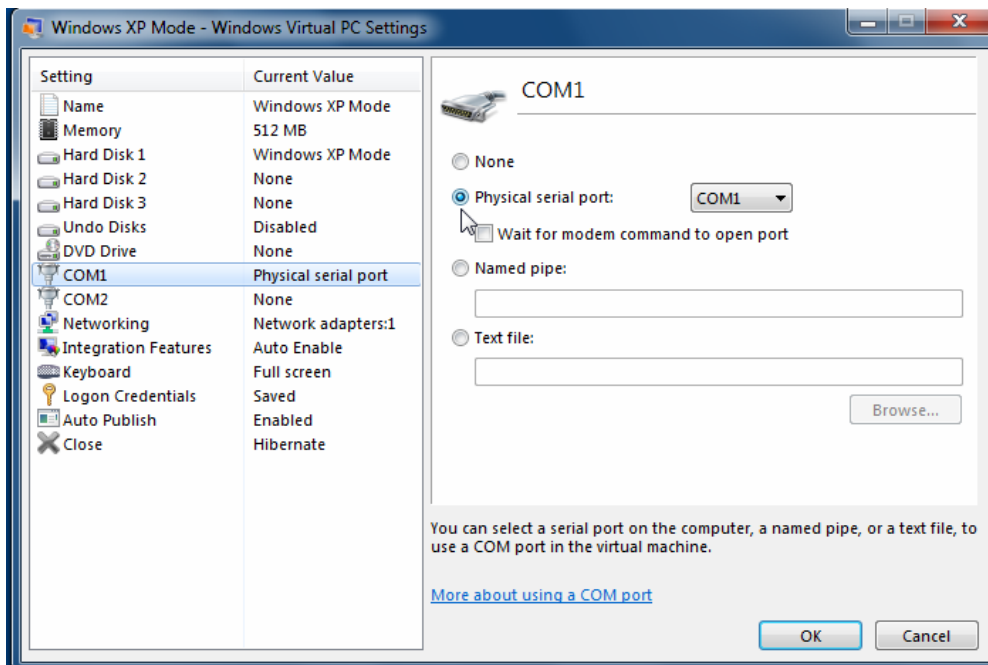 Windows XP Mode - Windows Virtual PC Settings
Setting Current Value
Name Windows XP Mode
Memory 512 MB
Hard Disk 1 Windows XP Mode
Hard Disk 2 None
Hard Disk 3 None
Undo Disks Disabled
DVD Drive None
COM1 Physical serial port
COM2 None
Networking Network adapters:1
Integration Features Auto Enable
Keyboard Full screen
Logon Credentials Saved
Auto Publish Enabled
Close Hibernate
COM1
None
Physical serial port: COM1
Wait for modem command to open port
Named pipe:
Text file:
Browse...
You can select a serial port on the computer, a named pipe, or a text file, to
use a COM port in the virtual machine.
More about using a COM port
OK Cancel